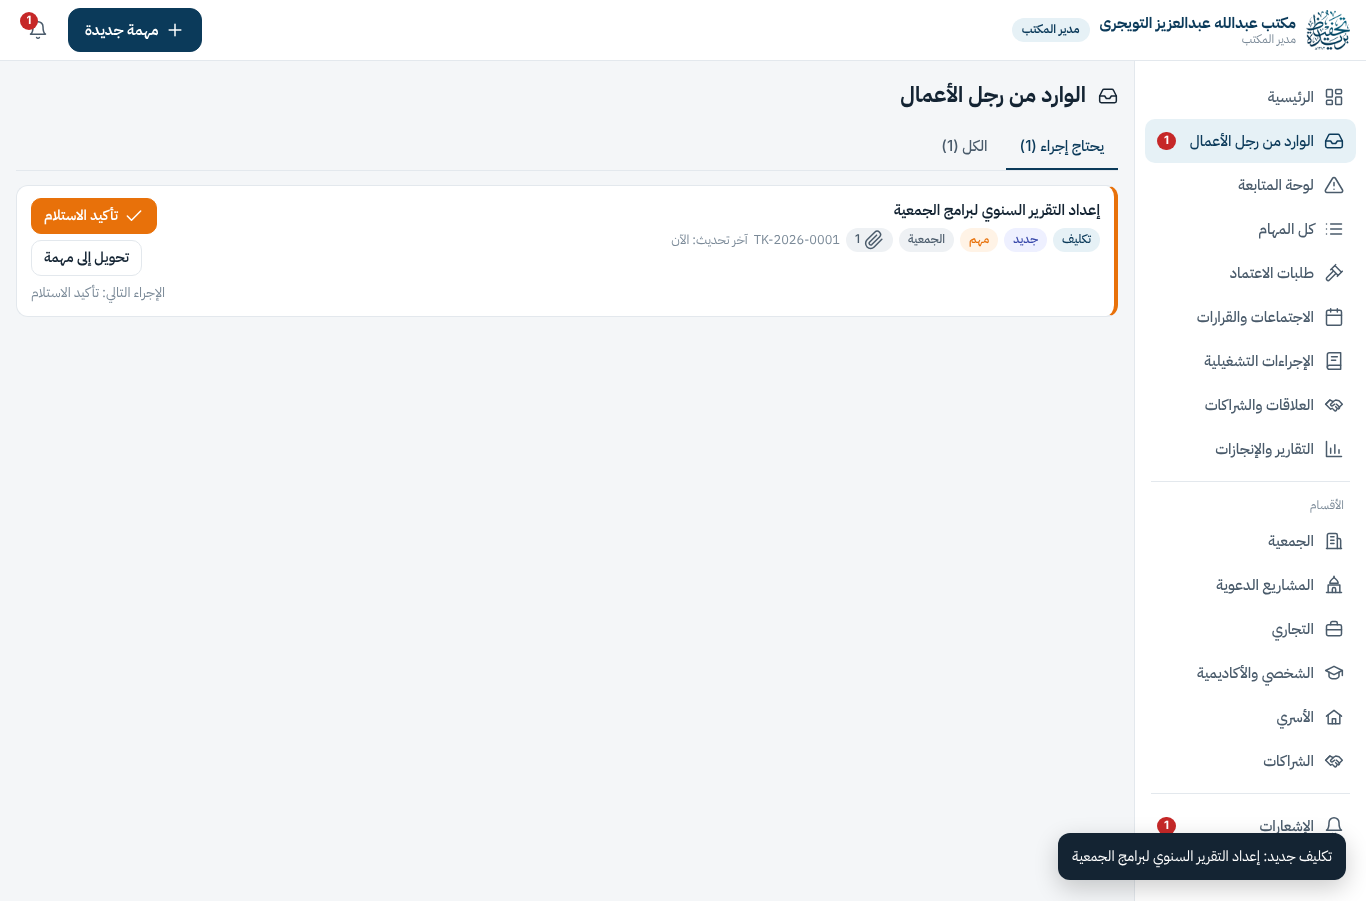 مكتب عبدالله عبدالعزيز التويجري
مدير المكتب
مدير المكتب
مهمة جديدة
1
الرئيسية
الوارد من رجل الأعمال
1
لوحة المتابعة
كل المهام
طلبات الاعتماد
الاجتماعات والقرارات
الإجراءات التشغيلية
العلاقات والشراكات
التقارير والإنجازات
الأقسام
الجمعية
المشاريع الدعوية
التجاري
الشخصي والأكاديمية
الأسري
الشراكات
الإشعارات
1
الوارد من رجل الأعمال
يحتاج إجراء (1)
الكل (1)
إعداد التقرير السنوي لبرامج الجمعية
تكليف
جديد
مهم
الجمعية
1
TK-2026-0001
آخر تحديث: الآن
تأكيد الاستلام
تحويل إلى مهمة
الإجراء التالي: تأكيد الاستلام
تكليف جديد: إعداد التقرير السنوي لبرامج الجمعية